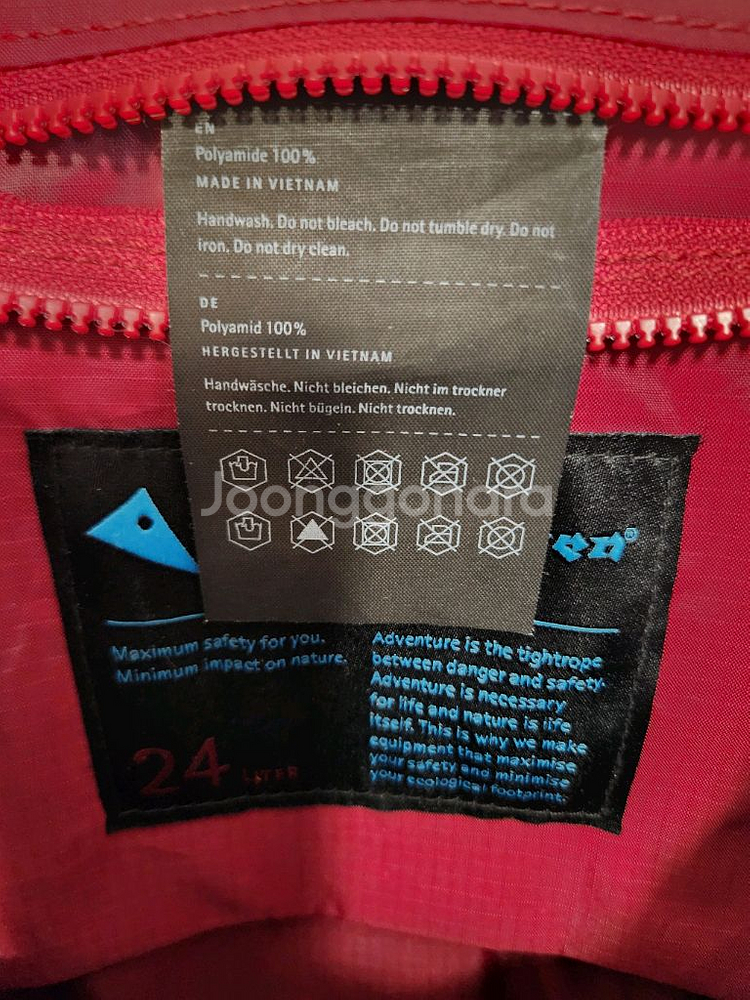 EN
Polyamide 100%
MADE IN VIETNAM
Handwash. Do not bleach. Do not tumble dry. Do not
iron. Do not dry clean.
DE
Polyamid 100%
HERGESTELLT IN VIETNAM
Handwäsche. Nicht bleichen. Nicht im trockner
trocknen. Nicht bügeln. Nicht trocknen.
Joonggonara
en®
Maximum safety for you.
Minimum impact on nature.
24 LITER
Adventure is the tightrope
between danger and safety.
Adventure is necessary
for life and nature is life
itself. This is why we make
equipment that maximise
your safety and minimise
your ecological footprint.